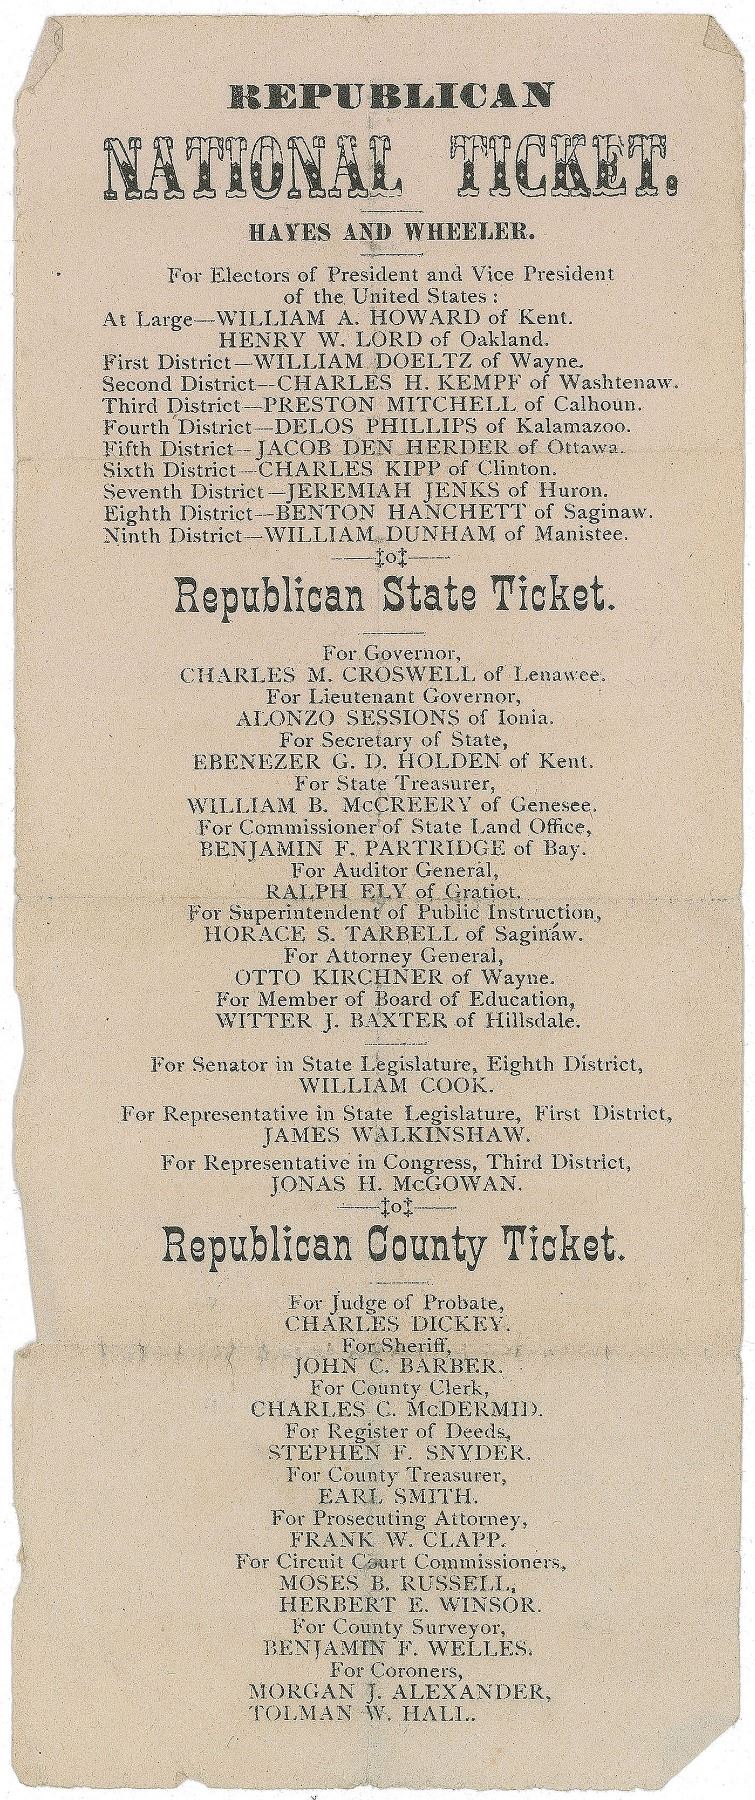 REPUBLICAN
NATIONAL TICKET.
HAYES AND WHEELER.
For Electors of President and Vice President
of the United States:
At Large—WILLIAM A. HOWARD of Kent.
HENRY W. LORD of Oakland.
First District—WILLIAM DOELTZ of Wayne.
Second District—CHARLES H. KEMPF of Washtenaw.
Third District—PRESTON MITCHELL of Calhoun.
Fourth District—DELOS PHILLIPS of Kalamazoo.
Fifth District—JACOB DEN HERDER of Ottawa.
Sixth District—CHARLES KIPP of Clinton.
Seventh District—JEREMIAH JENKS of Huron.
Eighth District—BENTON HANCHETT of Saginaw.
Ninth District—WILLIAM DUNHAM of Manistee.
‡o‡
Republican State Ticket.
For Governor,
CHARLES M. CROSWELL of Lenawee.
For Lieutenant Governor,
ALONZO SESSIONS of Ionia.
For Secretary of State,
EBENEZER G. D. HOLDEN of Kent.
For State Treasurer,
WILLIAM B. McCREERY of Genesee.
For Commissioner of State Land Office,
BENJAMIN F. PARTRIDGE of Bay.
For Auditor General,
RALPH ELY of Gratiot.
For Superintendent of Public Instruction,
HORACE S. TARBELL of Saginaw.
For Attorney General,
OTTO KIRCHNER of Wayne.
For Member of Board of Education,
WITTER J. BAXTER of Hillsdale.
For Senator in State Legislature, Eighth District,
WILLIAM COOK.
For Representative in State Legislature, First District,
JAMES WALKINSHAW.
For Representative in Congress, Third District,
JONAS H. McGOWAN.
‡o‡
Republican County Ticket.
For Judge of Probate,
CHARLES DICKEY.
For Sheriff,
JOHN C. BARBER.
For County Clerk,
CHARLES C. McDERMID.
For Register of Deeds,
STEPHEN F. SNYDER.
For County Treasurer,
EARL SMITH.
For Prosecuting Attorney,
FRANK W. CLAPP.
For Circuit Court Commissioners,
MOSES B. RUSSELL,
HERBERT E. WINSOR.
For County Surveyor,
BENJAMIN F. WELLES.
For Coroners,
MORGAN J. ALEXANDER,
TOLMAN W. HALL.